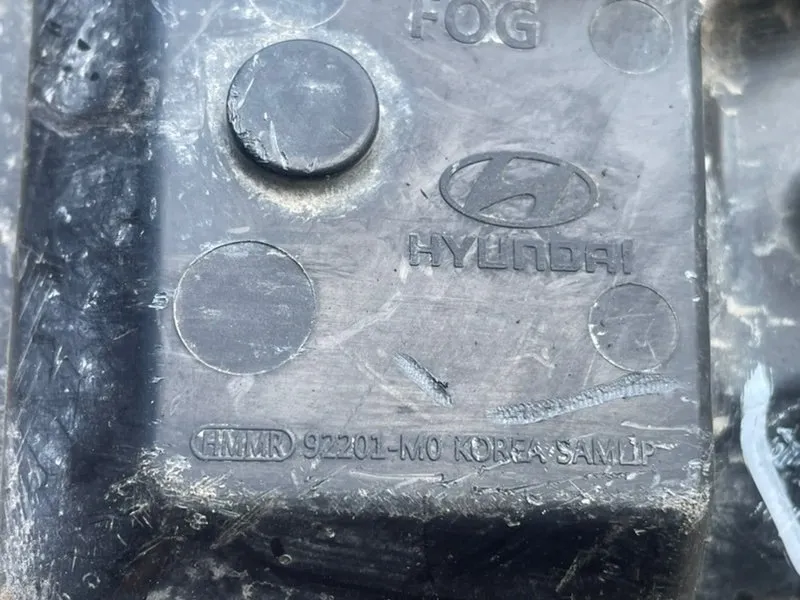 FOG
HYUNDAI
HMMR 92201-M0 KOREA SAMLIP